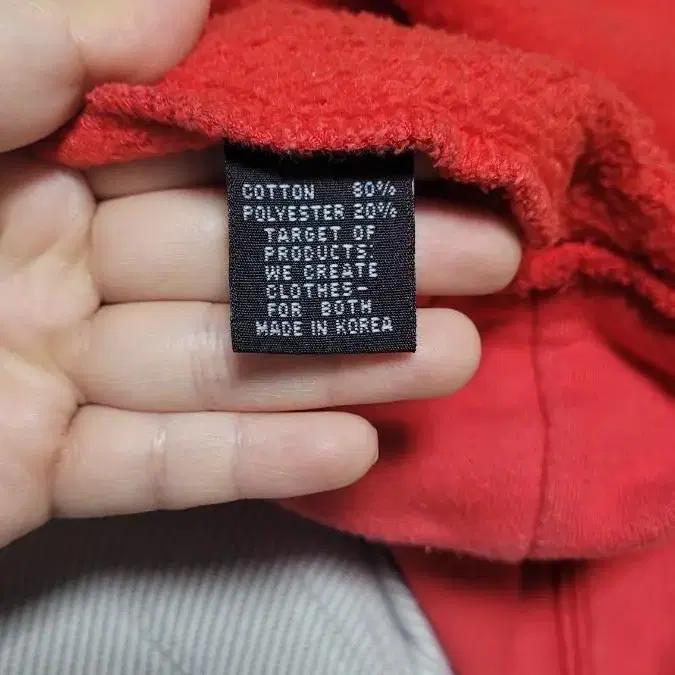 COTTON 80%
POLYESTER 20%
TARGET OF
PRODUCTS:
WE CREATE
CLOTHES-
FOR BOTH
MADE IN KOREA